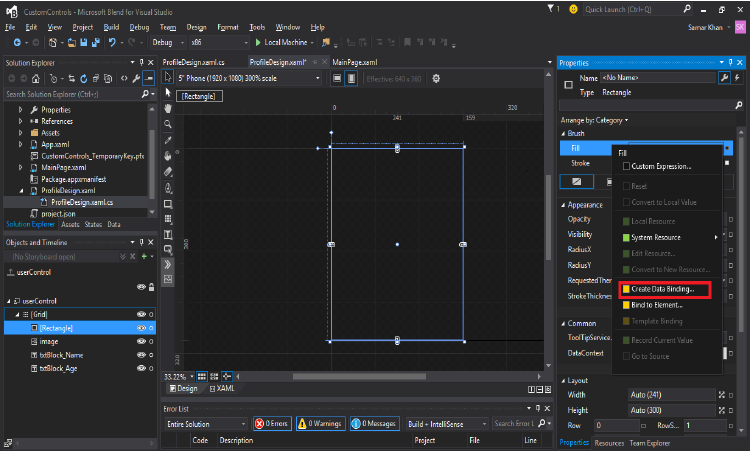 CustomControls - Microsoft Blend for Visual Studio
1
Quick Launch (Ctrl+Q)
File Edit View Project Build Debug Design Format Tools Window Help
Samar Khan SK
Debug x86 Local Machine
Solution Explorer
Search Solution Explorer (Ctrl+;)
Properties
References
Assets
App.xaml
CustomControls_TemporaryKey.pfx
MainPage.xaml
Package.appxmanifest
ProfileDesign.xaml
ProfileDesign.xaml.cs
project.json
Solution Explorer Assets States Data
Objects and Timeline
(No Storyboard open)
userControl
userControl
[Grid]
[Rectangle]
image
txtBlock_Name
txtBlock_Age
ProfileDesign.xaml.cs ProfileDesign.xaml* MainPage.xaml
5" Phone (1920 x 1080) 300% scale
Effective: 640 x 360
[Rectangle]
0 241 159 320
0
300
320
33.22%
Design XAML
Error List
Entire Solution 0 Errors 0 Warnings 0 Messages Build + IntelliSense Search Error L
Code Description Project File Line
Properties
Name <No Name>
Type Rectangle
Arrange by: Category
Brush
Fill
Stroke
Appearance
Opacity
Visibility
RadiusX
RadiusY
RequestedThem
StrokeThickness
Common
ToolTipService.
DataContext
Layout
Width Auto (241)
Height Auto (300)
Row 0 RowS... 1
Properties Resources Team Explorer
Fill
Custom Expression...
Reset
Convert to Local Value
Local Resource
System Resource
Edit Resource...
Convert to New Resource...
Create Data Binding...
Bind to Element...
Template Binding
Record Current Value
Go to Source